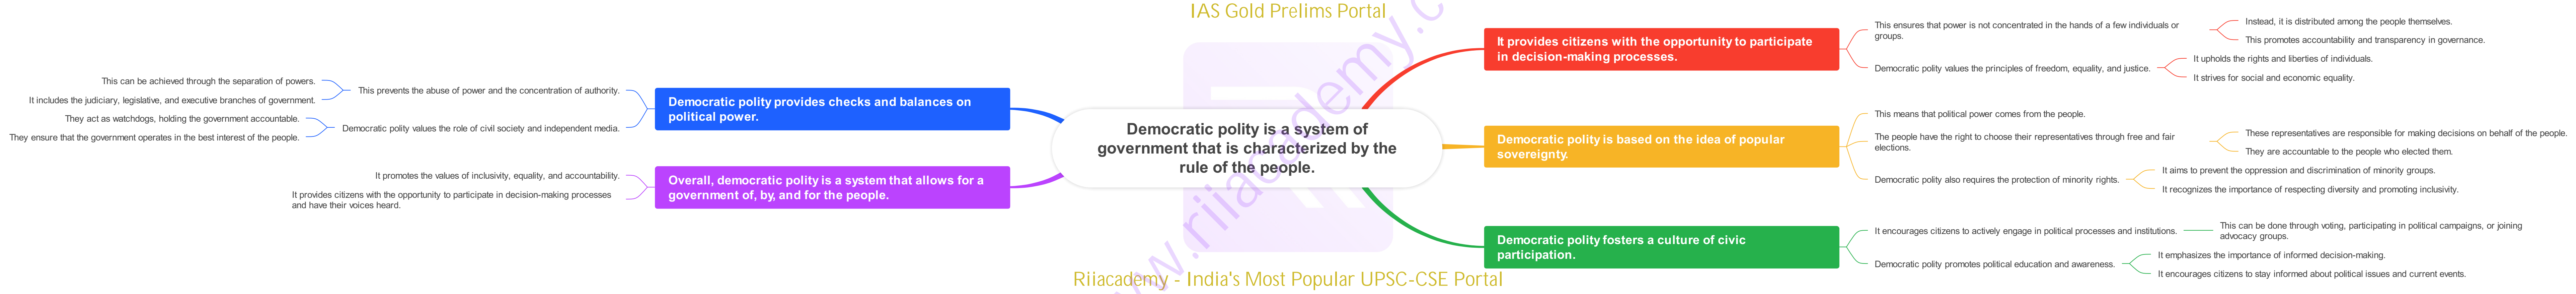 IAS Gold Prelims Portal
Democratic polity is a system of
government that is characterized by the
rule of the people.
It provides citizens with the opportunity to participate
in decision-making processes.
This ensures that power is not concentrated in the hands of a few individuals or
groups.
Instead, it is distributed among the people themselves.
This promotes accountability and transparency in governance.
Democratic polity values the principles of freedom, equality, and justice.
It upholds the rights and liberties of individuals.
It strives for social and economic equality.
Democratic polity is based on the idea of popular
sovereignty.
This means that political power comes from the people.
The people have the right to choose their representatives through free and fair
elections.
These representatives are responsible for making decisions on behalf of the people.
They are accountable to the people who elected them.
Democratic polity also requires the protection of minority rights.
It aims to prevent the oppression and discrimination of minority groups.
It recognizes the importance of respecting diversity and promoting inclusivity.
Democratic polity fosters a culture of civic
participation.
It encourages citizens to actively engage in political processes and institutions.
This can be done through voting, participating in political campaigns, or joining
advocacy groups.
Democratic polity promotes political education and awareness.
It emphasizes the importance of informed decision-making.
It encourages citizens to stay informed about political issues and current events.
Democratic polity provides checks and balances on
political power.
This prevents the abuse of power and the concentration of authority.
This can be achieved through the separation of powers.
It includes the judiciary, legislative, and executive branches of government.
Democratic polity values the role of civil society and independent media.
They act as watchdogs, holding the government accountable.
They ensure that the government operates in the best interest of the people.
Overall, democratic polity is a system that allows for a
government of, by, and for the people.
It promotes the values of inclusivity, equality, and accountability.
It provides citizens with the opportunity to participate in decision-making processes
and have their voices heard.
www.riiacademy.c
Riiacademy - India's Most Popular UPSC-CSE Portal